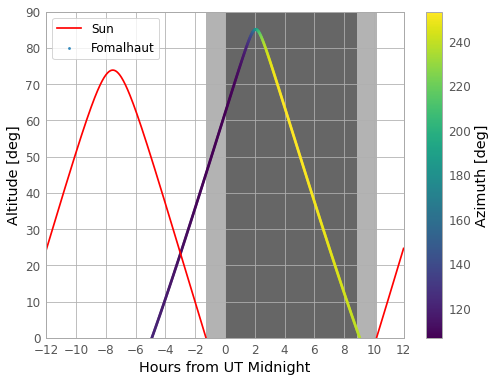 Sun
Fomalhaut
Altitude [deg]
90
80
70
60
50
40
30
20
10
0
−12 −10 −8 −6 −4 −2 0 2 4 6 8 10 12
Hours from UT Midnight
240
220
200
180
160
140
120
Azimuth [deg]